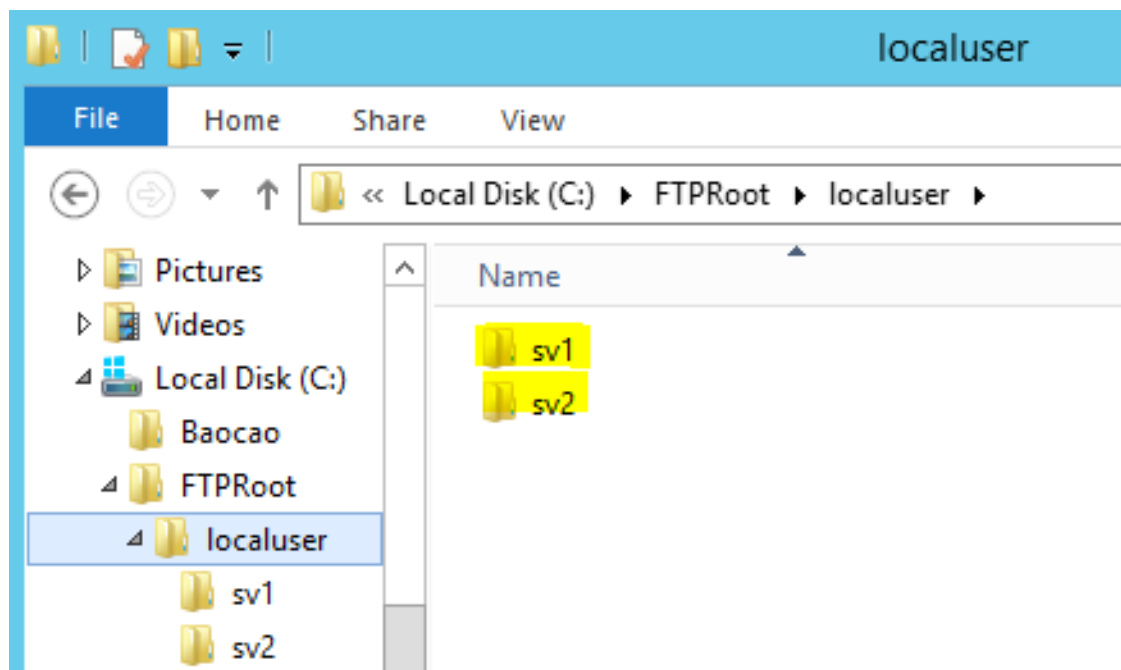 localuser
File Home Share View
« Local Disk (C:) FTPRoot localuser
Pictures
Videos
Local Disk (C:)
Baocao
FTPRoot
localuser
sv1
sv2
Name
sv1
sv2